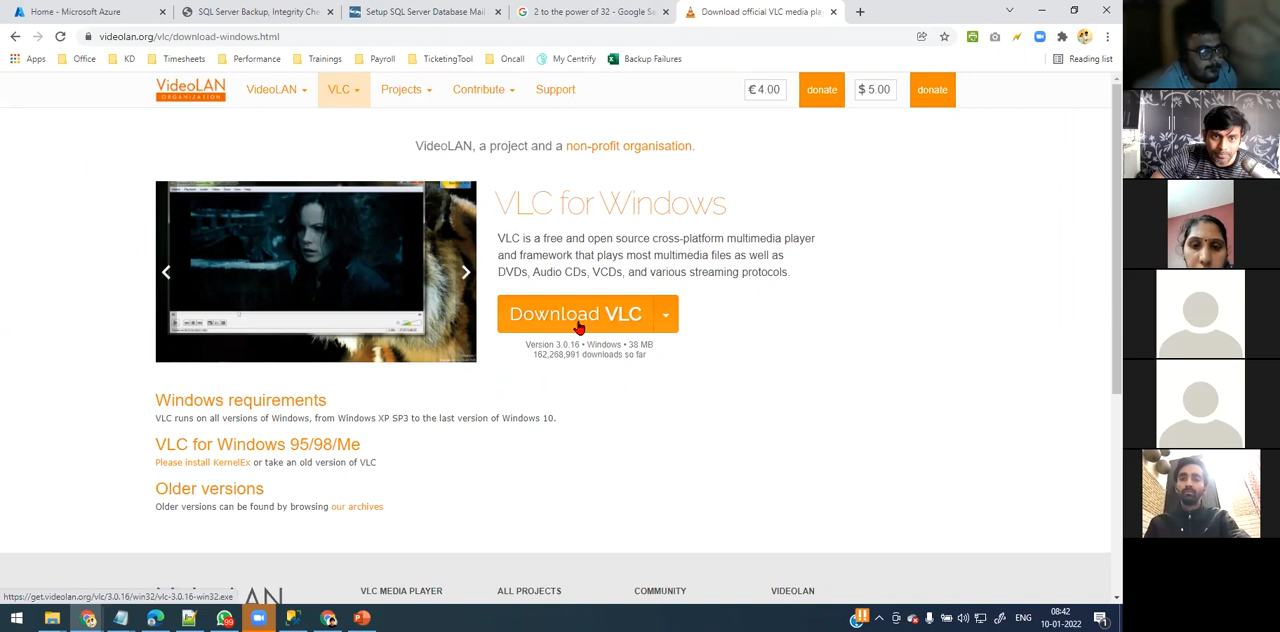 Home - Microsoft Azure
SQL Server Backup, Integrity Che
Setup SQL Server Database Mail
2 to the power of 32 - Google Se
Download official VLC media pla
videolan.org/vlc/download-windows.html
Apps
Office
KD
Timesheets
Performance
Trainings
Payroll
TicketingTool
Oncall
My Centrify
Backup Failures
Reading list
VideoLAN
ORGANIZATION
VideoLAN
VLC
Projects
Contribute
Support
€ 4.00
donate
$ 5.00
donate
VideoLAN, a project and a non-profit organisation.
VLC for Windows
VLC is a free and open source cross-platform multimedia player
and framework that plays most multimedia files as well as
DVDs, Audio CDs, VCDs, and various streaming protocols.
Download VLC
Version 3.0.16 • Windows • 38 MB
162,268,991 downloads so far
Windows requirements
VLC runs on all versions of Windows, from Windows XP SP3 to the last version of Windows 10.
VLC for Windows 95/98/Me
Please install KernelEx or take an old version of VLC
Older versions
Older versions can be found by browsing our archives
VLC MEDIA PLAYER
ALL PROJECTS
COMMUNITY
VIDEOLAN
https://get.videolan.org/vlc/3.0.16/win32/vlc-3.0.16-win32.exe
ENG
08:42
10-01-2022